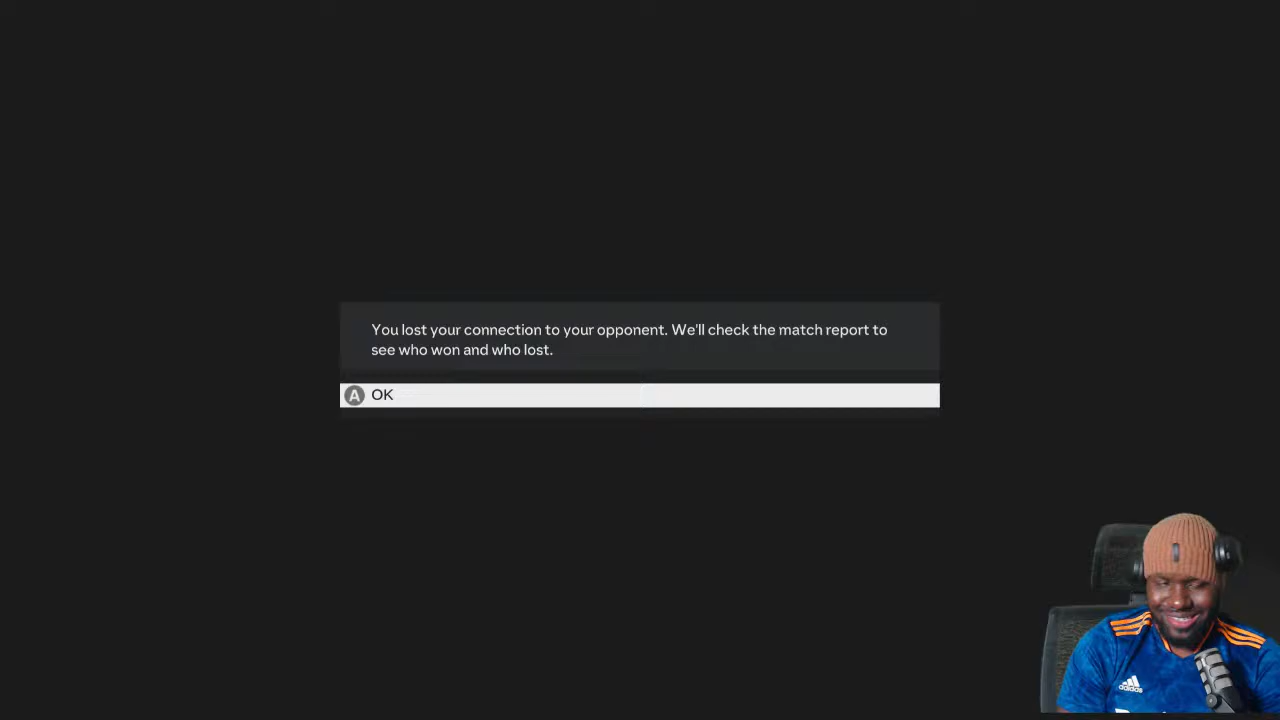 You lost your connection to your opponent. We'll check the match report to
see who won and who lost.
A OK
adidas